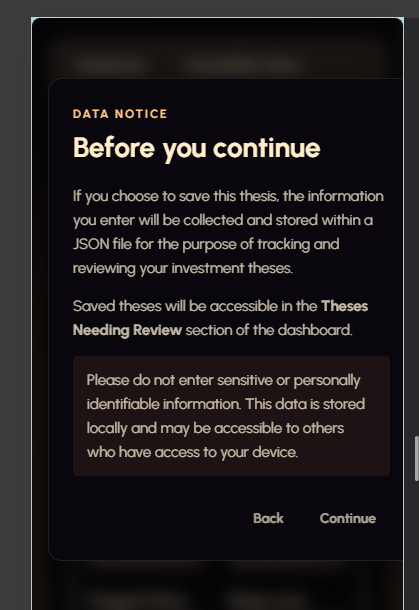 DATA NOTICE
Before you continue
If you choose to save this thesis, the information
you enter will be collected and stored within a
JSON file for the purpose of tracking and
reviewing your investment theses.
Saved theses will be accessible in the Theses
Needing Review section of the dashboard.
Please do not enter sensitive or personally
identifiable information. This data is stored
locally and may be accessible to others
who have access to your device.
Back Continue